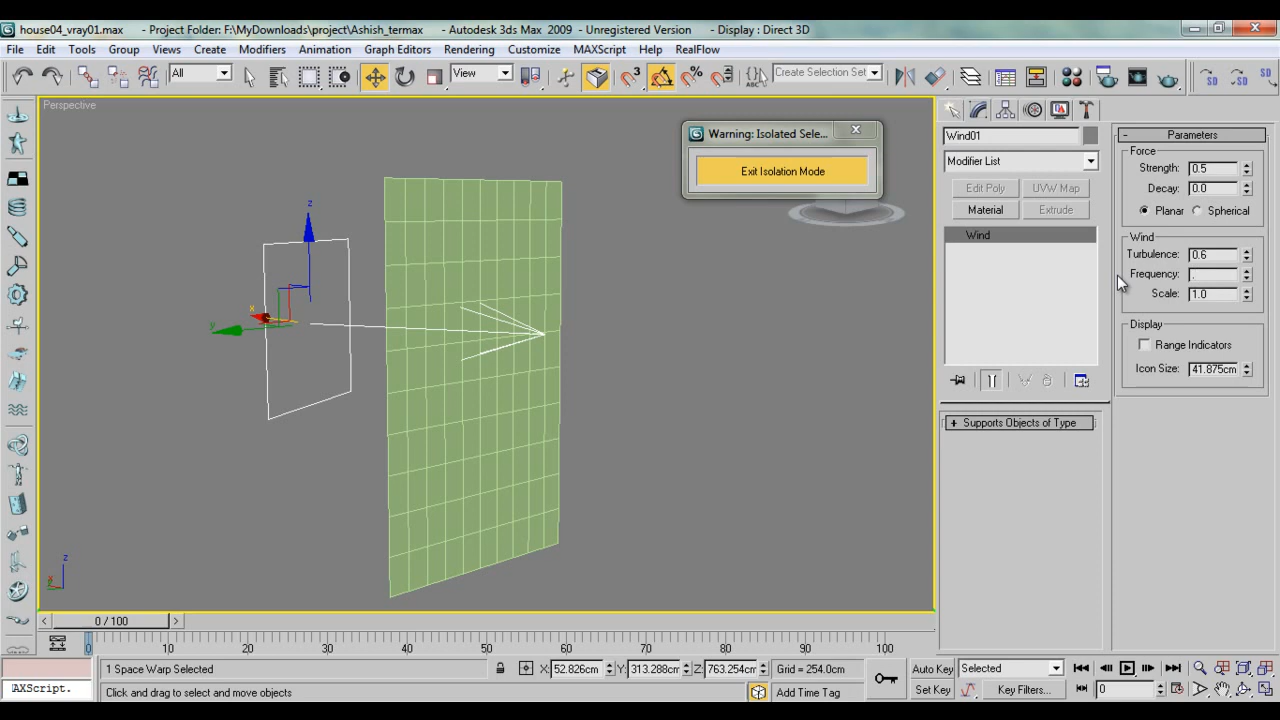 house04_vray01.max - Project Folder: F:\MyDownloads\project\Ashish_termax - Autodesk 3ds Max 2009 - Unregistered Version - Display : Direct 3D
File Edit Tools Group Views Create Modifiers Animation Graph Editors Rendering Customize MAXScript Help RealFlow
All View Create Selection Set
Perspective
Warning: Isolated Sele...
Exit Isolation Mode
z
y
x
z
x
Wind01
Modifier List
Edit Poly UVW Map
Material Extrude
Wind
+ Supports Objects of Type
- Parameters
Force
Strength: 0.5
Decay: 0.0
Planar Spherical
Wind
Turbulence: 0.6
Frequency: .
Scale: 1.0
Display
Range Indicators
Icon Size: 41.875cm
< 0 / 100 >
0 10 20 30 40 50 60 70 80 90 100
1 Space Warp Selected X: 52.826cm Y: 313.288cm Z: 763.254cm Grid = 254.0cm Auto Key Selected
AXScript. Click and drag to select and move objects Add Time Tag Set Key Key Filters... 0